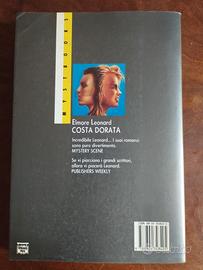 MYSTBOOKS
Elmore Leonard
COSTA DORATA
Incredibile Leonard... I suoi romanzi
sono puro divertimento.
MYSTERY SCENE
Se vi piacciono i grandi scrittori,
allora vi piacerà Leonard.
PUBLISHERS WEEKLY